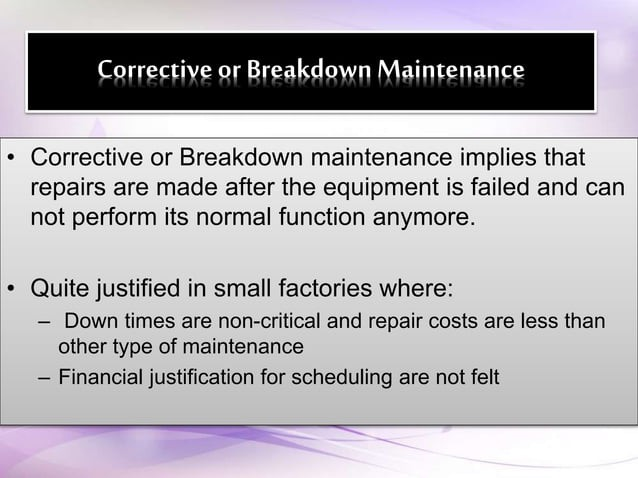 Corrective or Breakdown Maintenance
• Corrective or Breakdown maintenance implies that
repairs are made after the equipment is failed and can
not perform its normal function anymore.
• Quite justified in small factories where:
– Down times are non-critical and repair costs are less than
other type of maintenance
– Financial justification for scheduling are not felt